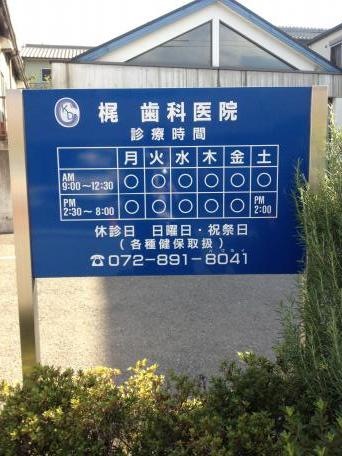 梶 歯科医院
診療時間
月 火 水 木 金 土
AM 9:00~12:30 ○ ○ ○ ○ ○ ○
PM 2:30~8:00 ○ ○ ○ ○ ○ PM 2:00
休診日 日曜日・祝祭日
(各種健保取扱)
☎072-891-8041